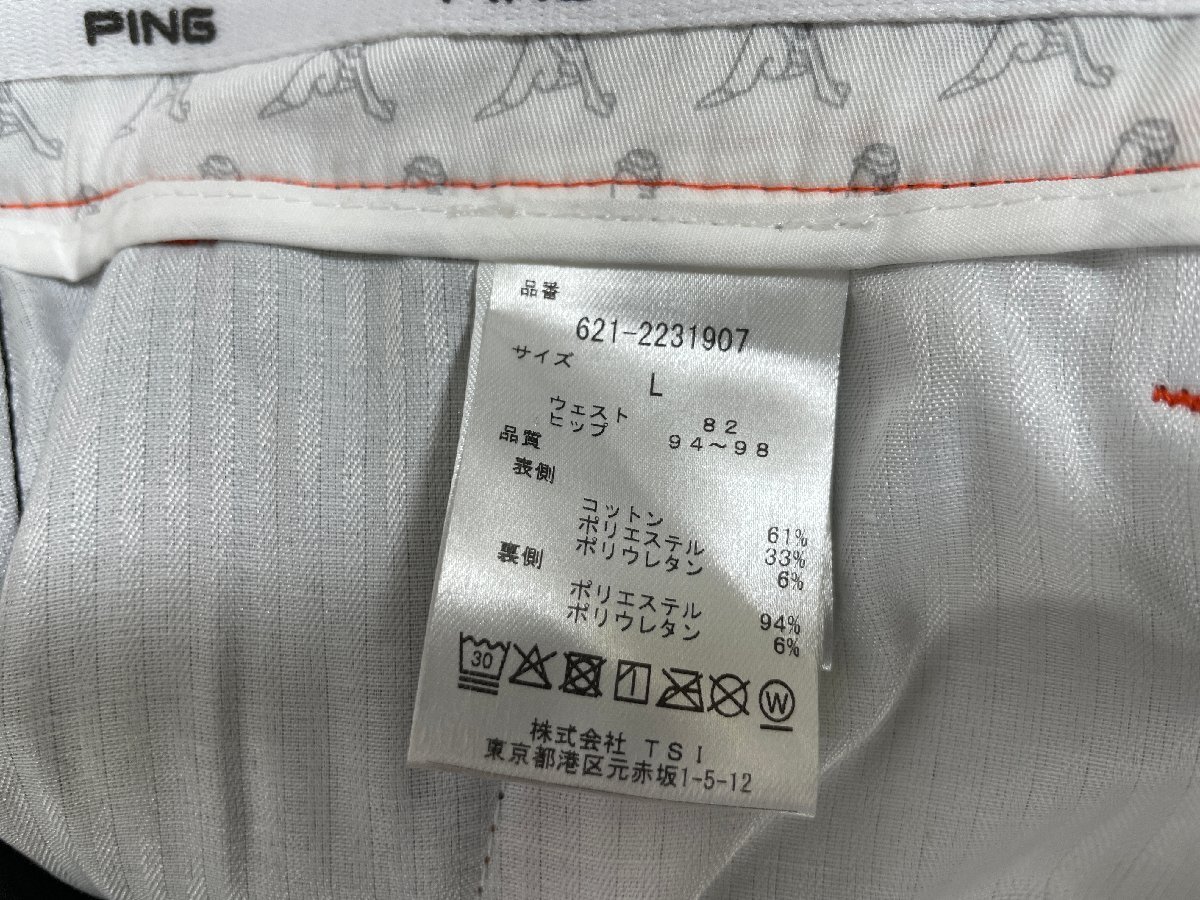 PING
PING
品番
621-2231907
サイズ
L
ウェスト 82
ヒップ 94～98
品質
表側
コットン 61%
ポリエステル 33%
ポリウレタン 6%
裏側
ポリエステル 94%
ポリウレタン 6%
30
W
株式会社 TSI
東京都港区元赤坂1-5-12